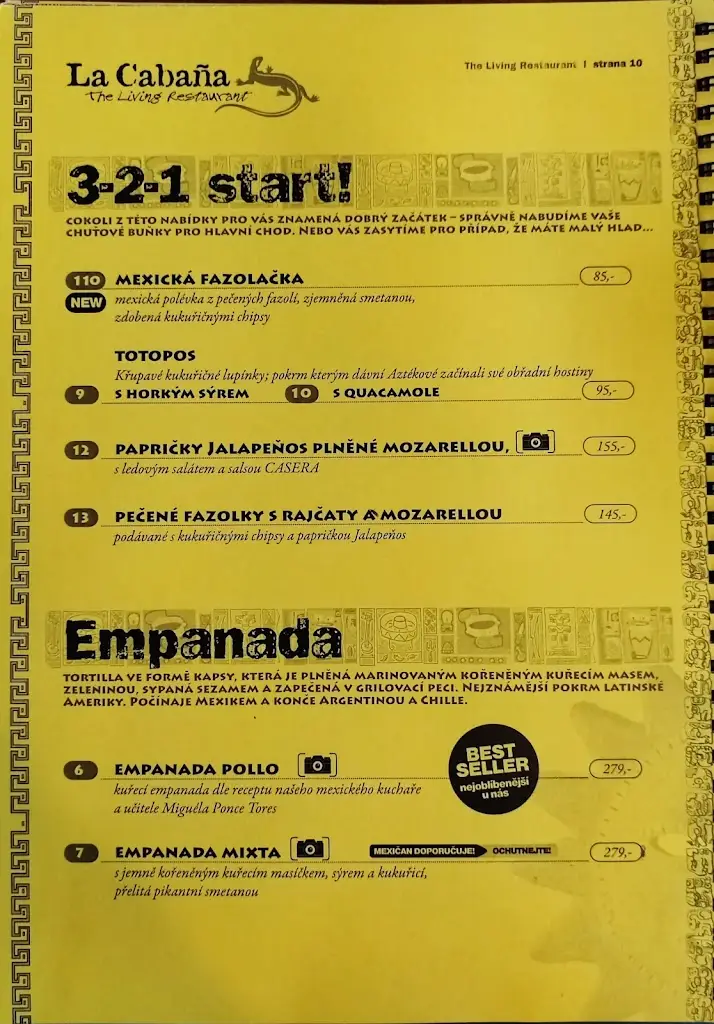 La Cabaña
The Living Restaurant
The Living Restaurant | strana 10
3-2-1 start!
COKOLI Z TÉTO NABÍDKY PRO VÁS ZNAMENÁ DOBRÝ ZAČÁTEK – SPRÁVNĚ NABUDÍME VAŠE
CHUŤOVÉ BUŇKY PRO HLAVNÍ CHOD. NEBO VÁS ZASYTÍME PRO PŘÍPAD, ŽE MÁTE MALÝ HLAD...
110 MEXICKÁ FAZOLAČKA 85,-
NEW mexická polévka z pečených fazolí, zjemněná smetanou,
zdobená kukuřičnými chipsy
TOTOPOS
Křupavé kukuřičné lupínky; pokrm kterým dávní Aztékové začínali své obřadní hostiny
9 S HORKÝM SÝREM 10 S QUACAMOLE 95,-
12 PAPRIČKY JALAPEŇOS PLNĚNÉ MOZARELLOU, 155,-
s ledovým salátem a salsou CASERA
13 PEČENÉ FAZOLKY S RAJČATY A MOZARELLOU 145,-
podávané s kukuřičnými chipsy a papričkou Jalapeňos
Empanada
TORTILLA VE FORMĚ KAPSY, KTERÁ JE PLNĚNÁ MARINOVANÝM KOŘENĚNÝM KUŘECÍM MASEM,
ZELENINOU, SYPANÁ SEZAMEM A ZAPEČENÁ V GRILOVACÍ PECI. NEJZNÁMĚJŠÍ POKRM LATINSKÉ
AMERIKY. POČÍNAJE MEXIKEM A KONČE ARGENTINOU A CHILLE.
BEST
SELLER
nejoblíbenější
u nás
6 EMPANADA POLLO 279,-
kuřecí empanada dle receptu našeho mexického kuchaře
a učitele Miguéla Ponce Tores
7 EMPANADA MIXTA MEXIČAN DOPORUČUJE! OCHUTNEJTE! 279,-
s jemně kořeněným kuřecím masíčkem, sýrem a kukuřicí,
přelitá pikantní smetanou